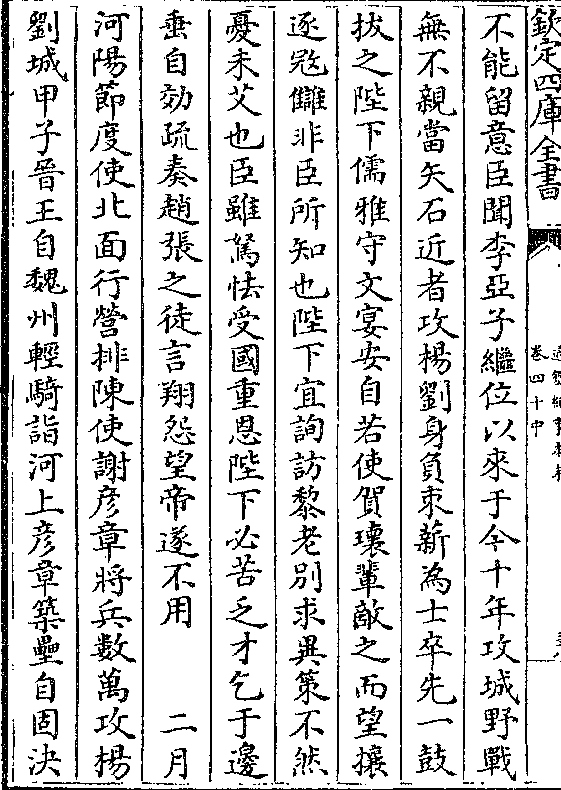 欽定四庫全書
卷四十中
不能留意臣聞李亞子繼位以來于今十年攻城野戰
無不親當矢石近者攻楊劉身負束薪為士卒先一鼓
拔之陛下儒雅守文宴安自若使賀瓌輩敵之而望攘
逐㓂讎非臣所知也陛下宜詢訪黎老別求異策不然
憂未艾也臣雖駑怯受國重恩陛下必苦乏才乞于邊
垂自効疏奏趙張之徒言翔怨望帝遂不用　二月
河陽節度使北面行營排陳使謝彦章將兵數萬攻楊
劉城甲子晉王自魏州輕騎詣河上彦章築壘自固決